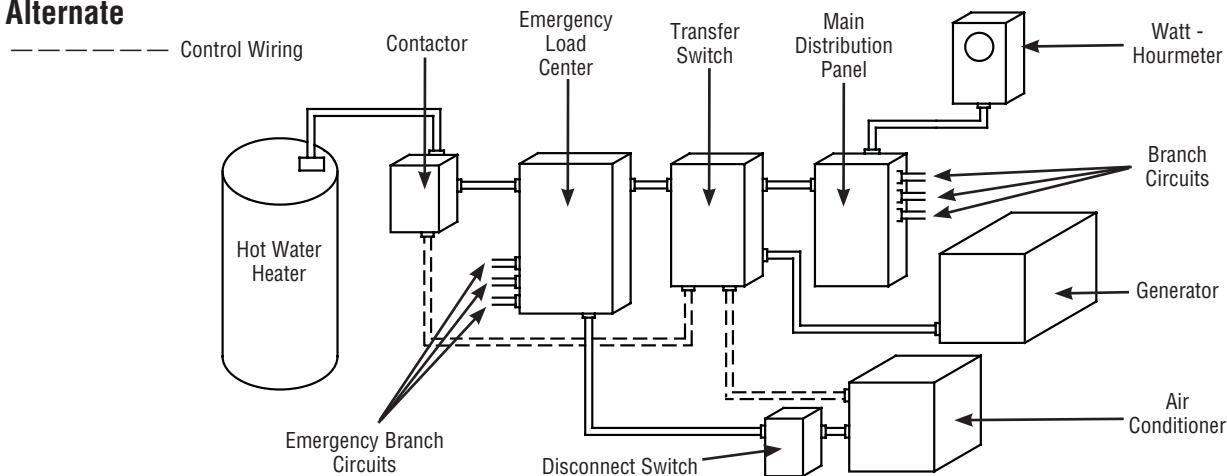 Alternate
Control Wiring
Contactor
Emergency
Load
Center
Transfer
Switch
Main
Distribution
Panel
Watt -
Hourmeter
Branch
Circuits
Hot Water
Heater
Generator
Air
Conditioner
Emergency Branch
Circuits
Disconnect Switch